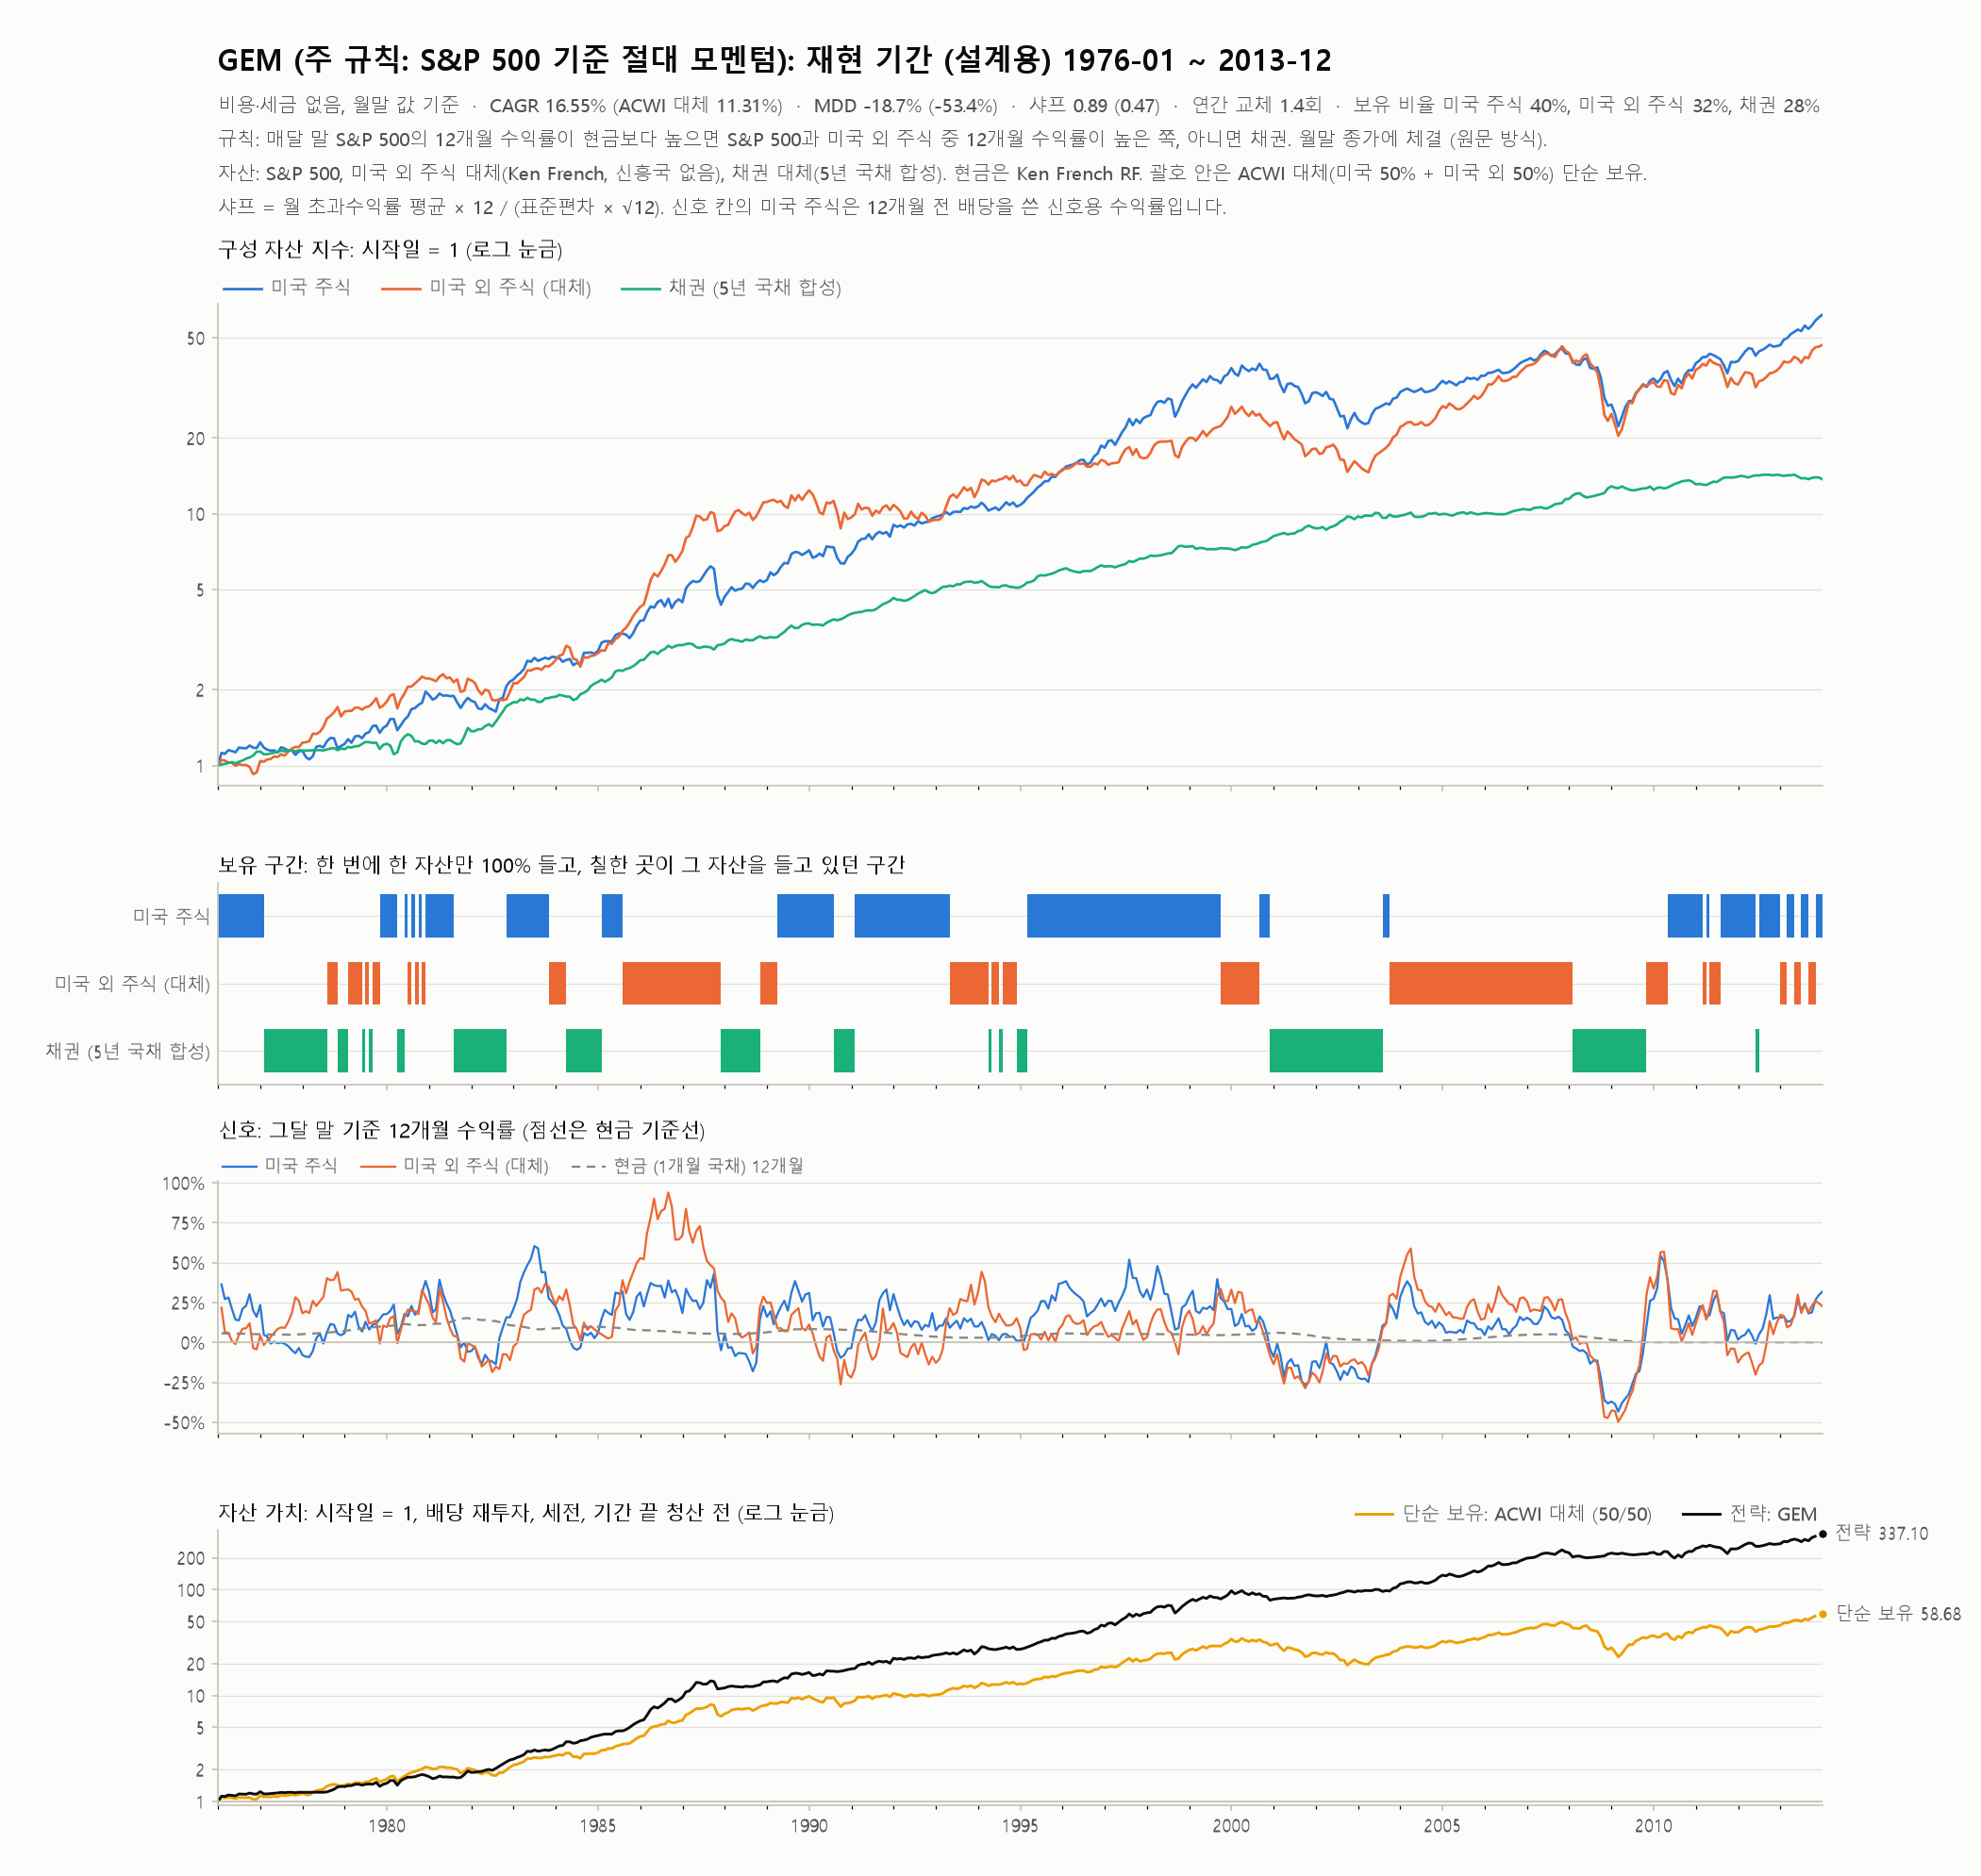 GEM (주 규칙: S&P 500 기준 절대 모멘텀): 재현 기간 (설계용) 1976-01 ~ 2013-12
비용·세금 없음, 월말 값 기준 · CAGR 16.55% (ACWI 대체 11.31%) · MDD -18.7% (-53.4%) · 샤프 0.89 (0.47) · 연간 교체 1.4회 · 보유 비율 미국 주식 40%, 미국 외 주식 32%, 채권 28%
규칙: 매달 말 S&P 500의 12개월 수익률이 현금보다 높으면 S&P 500과 미국 외 주식 중 12개월 수익률이 높은 쪽, 아니면 채권. 월말 종가에 체결 (원문 방식).
자산: S&P 500, 미국 외 주식 대체(Ken French, 신흥국 없음), 채권 대체(5년 국채 합성). 현금은 Ken French RF. 괄호 안은 ACWI 대체(미국 50% + 미국 외 50%) 단순 보유.
샤프 = 월 초과수익률 평균 × 12 / (표준편차 × √12). 신호 칸의 미국 주식은 12개월 전 배당을 쓴 신호용 수익률입니다.
구성 자산 지수: 시작일 = 1 (로그 눈금)
미국 주식 미국 외 주식 (대체) 채권 (5년 국채 합성)
50
20
10
5
2
1
보유 구간: 한 번에 한 자산만 100% 들고, 칠한 곳이 그 자산을 들고 있던 구간
미국 주식
미국 외 주식 (대체)
채권 (5년 국채 합성)
신호: 그달 말 기준 12개월 수익률 (점선은 현금 기준선)
미국 주식 미국 외 주식 (대체) 현금 (1개월 국채) 12개월
100%
75%
50%
25%
0%
-25%
-50%
자산 가치: 시작일 = 1, 배당 재투자, 세전, 기간 끝 청산 전 (로그 눈금)
단순 보유: ACWI 대체 (50/50) 전략: GEM
전략 337.10
200
100
50
단순 보유 58.68
20
10
5
2
1
1980 1985 1990 1995 2000 2005 2010